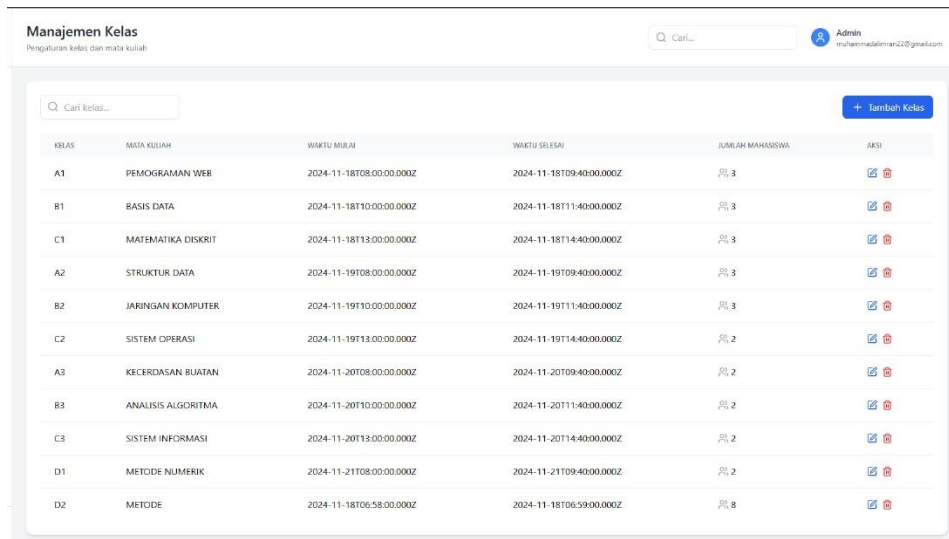 Manajemen Kelas
Pengaturan kelas dan mata kuliah
Cari...
Admin
muhammadalimran22@gmail.com
Cari kelas...
+ Tambah Kelas
KELAS MATA KULIAH WAKTU MULAI WAKTU SELESAI JUMLAH MAHASISWA AKSI
A1 PEMOGRAMAN WEB 2024-11-18T08:00:00.000Z 2024-11-18T09:40:00.000Z 3
B1 BASIS DATA 2024-11-18T10:00:00.000Z 2024-11-18T11:40:00.000Z 3
C1 MATEMATIKA DISKRIT 2024-11-18T13:00:00.000Z 2024-11-18T14:40:00.000Z 3
A2 STRUKTUR DATA 2024-11-19T08:00:00.000Z 2024-11-19T09:40:00.000Z 3
B2 JARINGAN KOMPUTER 2024-11-19T10:00:00.000Z 2024-11-19T11:40:00.000Z 3
C2 SISTEM OPERASI 2024-11-19T13:00:00.000Z 2024-11-19T14:40:00.000Z 2
A3 KECERDASAN BUATAN 2024-11-20T08:00:00.000Z 2024-11-20T09:40:00.000Z 2
B3 ANALISIS ALGORITMA 2024-11-20T10:00:00.000Z 2024-11-20T11:40:00.000Z 2
C3 SISTEM INFORMASI 2024-11-20T13:00:00.000Z 2024-11-20T14:40:00.000Z 2
D1 METODE NUMERIK 2024-11-21T08:00:00.000Z 2024-11-21T09:40:00.000Z 2
D2 METODE 2024-11-18T06:58:00.000Z 2024-11-18T06:59:00.000Z 8